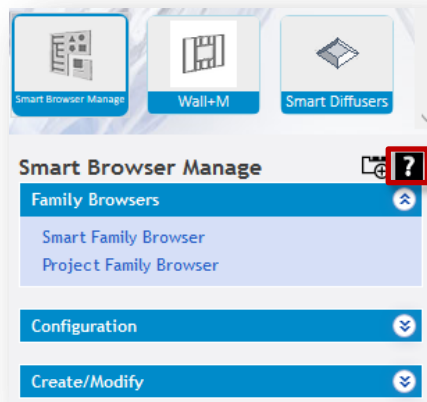 Smart Browser Manage
Wall+M
Smart Diffusers
Smart Browser Manage ?
Family Browsers
Smart Family Browser
Project Family Browser
Configuration
Create/Modify